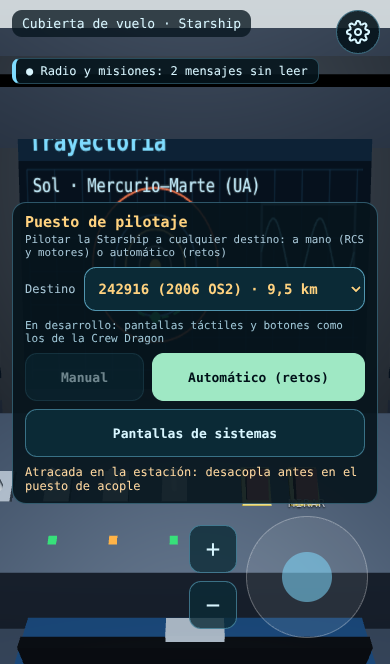 Cubierta de vuelo · Starship
● Radio y misiones: 2 mensajes sin leer
Trayectoria
Sol · Mercurio–Marte (UA)
Puesto de pilotaje
Pilotar la Starship a cualquier destino: a mano (RCS
y motores) o automático (retos)
Destino
242916 (2006 OS2) · 9,5 km
En desarrollo: pantallas táctiles y botones como
los de la Crew Dragon
Manual
Automático (retos)
Pantallas de sistemas
Atracada en la estación: desacopla antes en el
puesto de acople
+
−